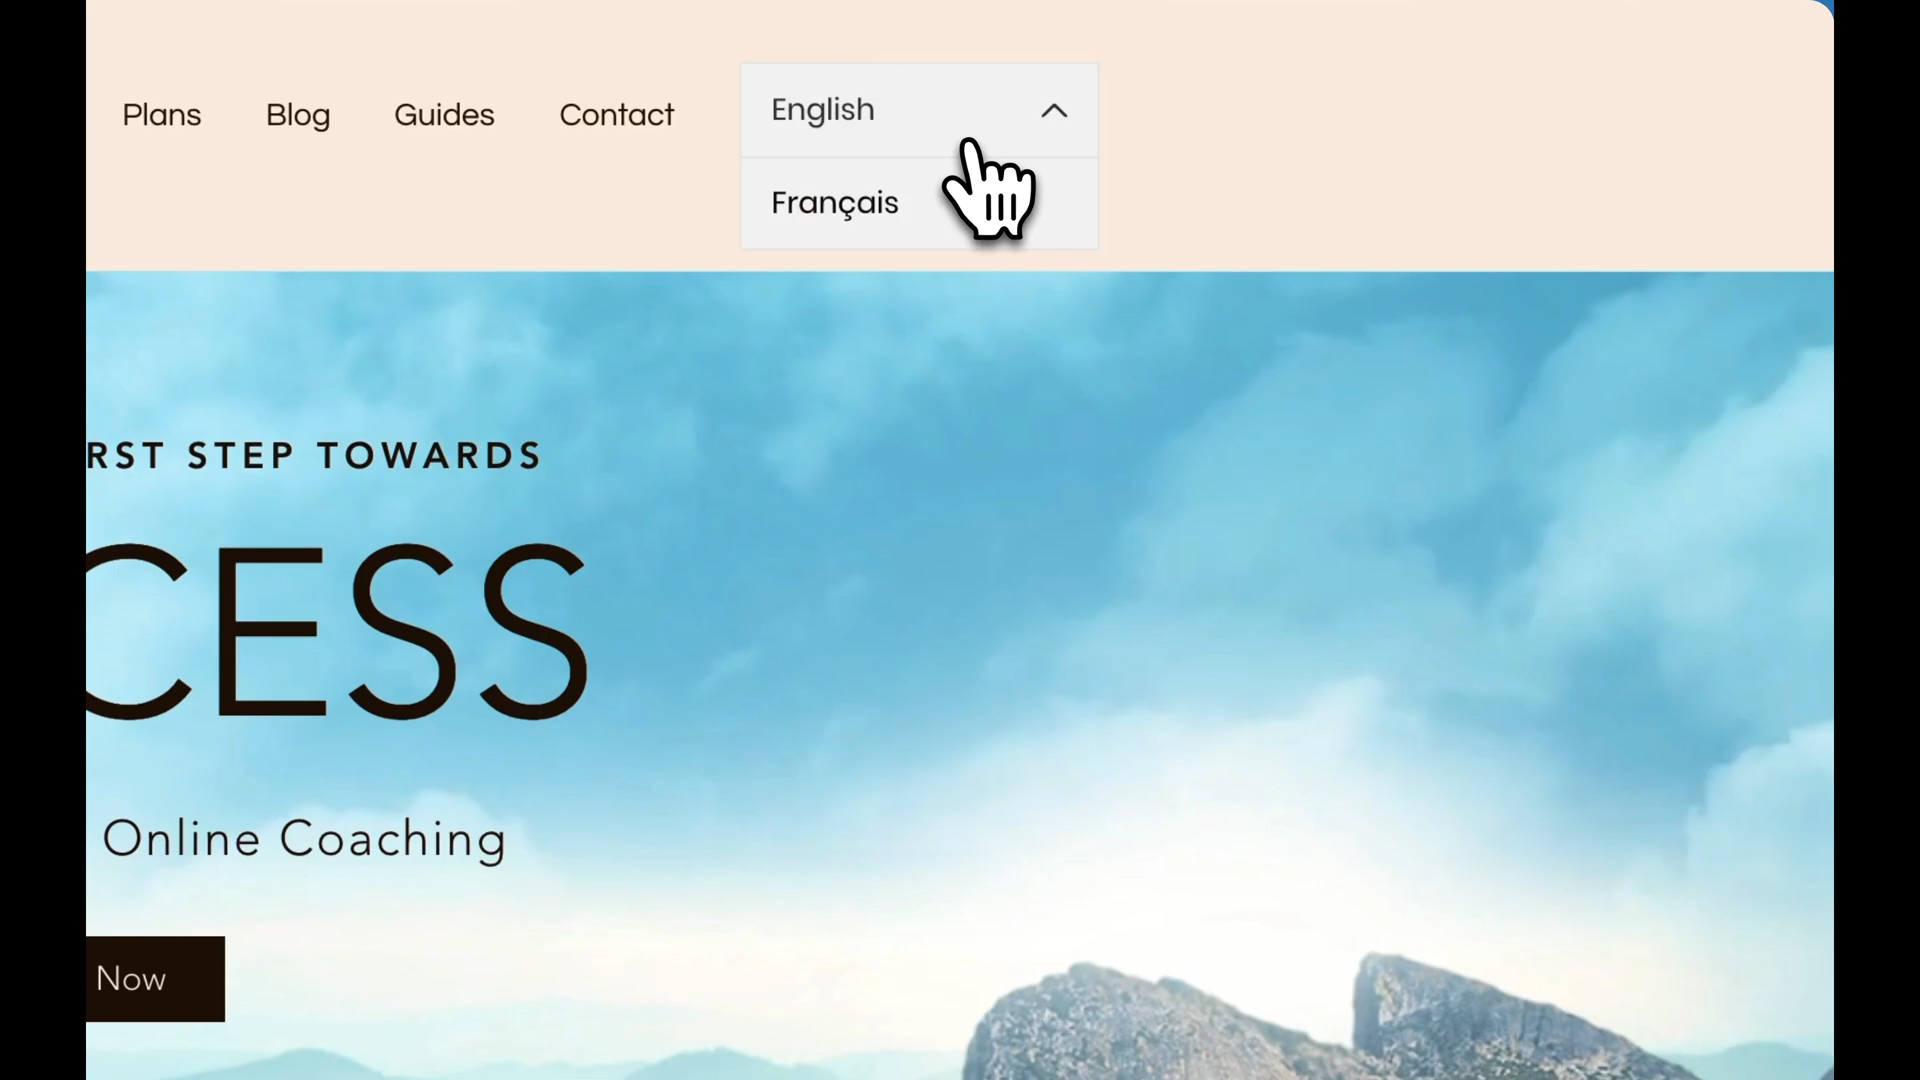 Plans Blog Guides Contact English
Français
RST STEP TOWARDS
CESS
Online Coaching
Now